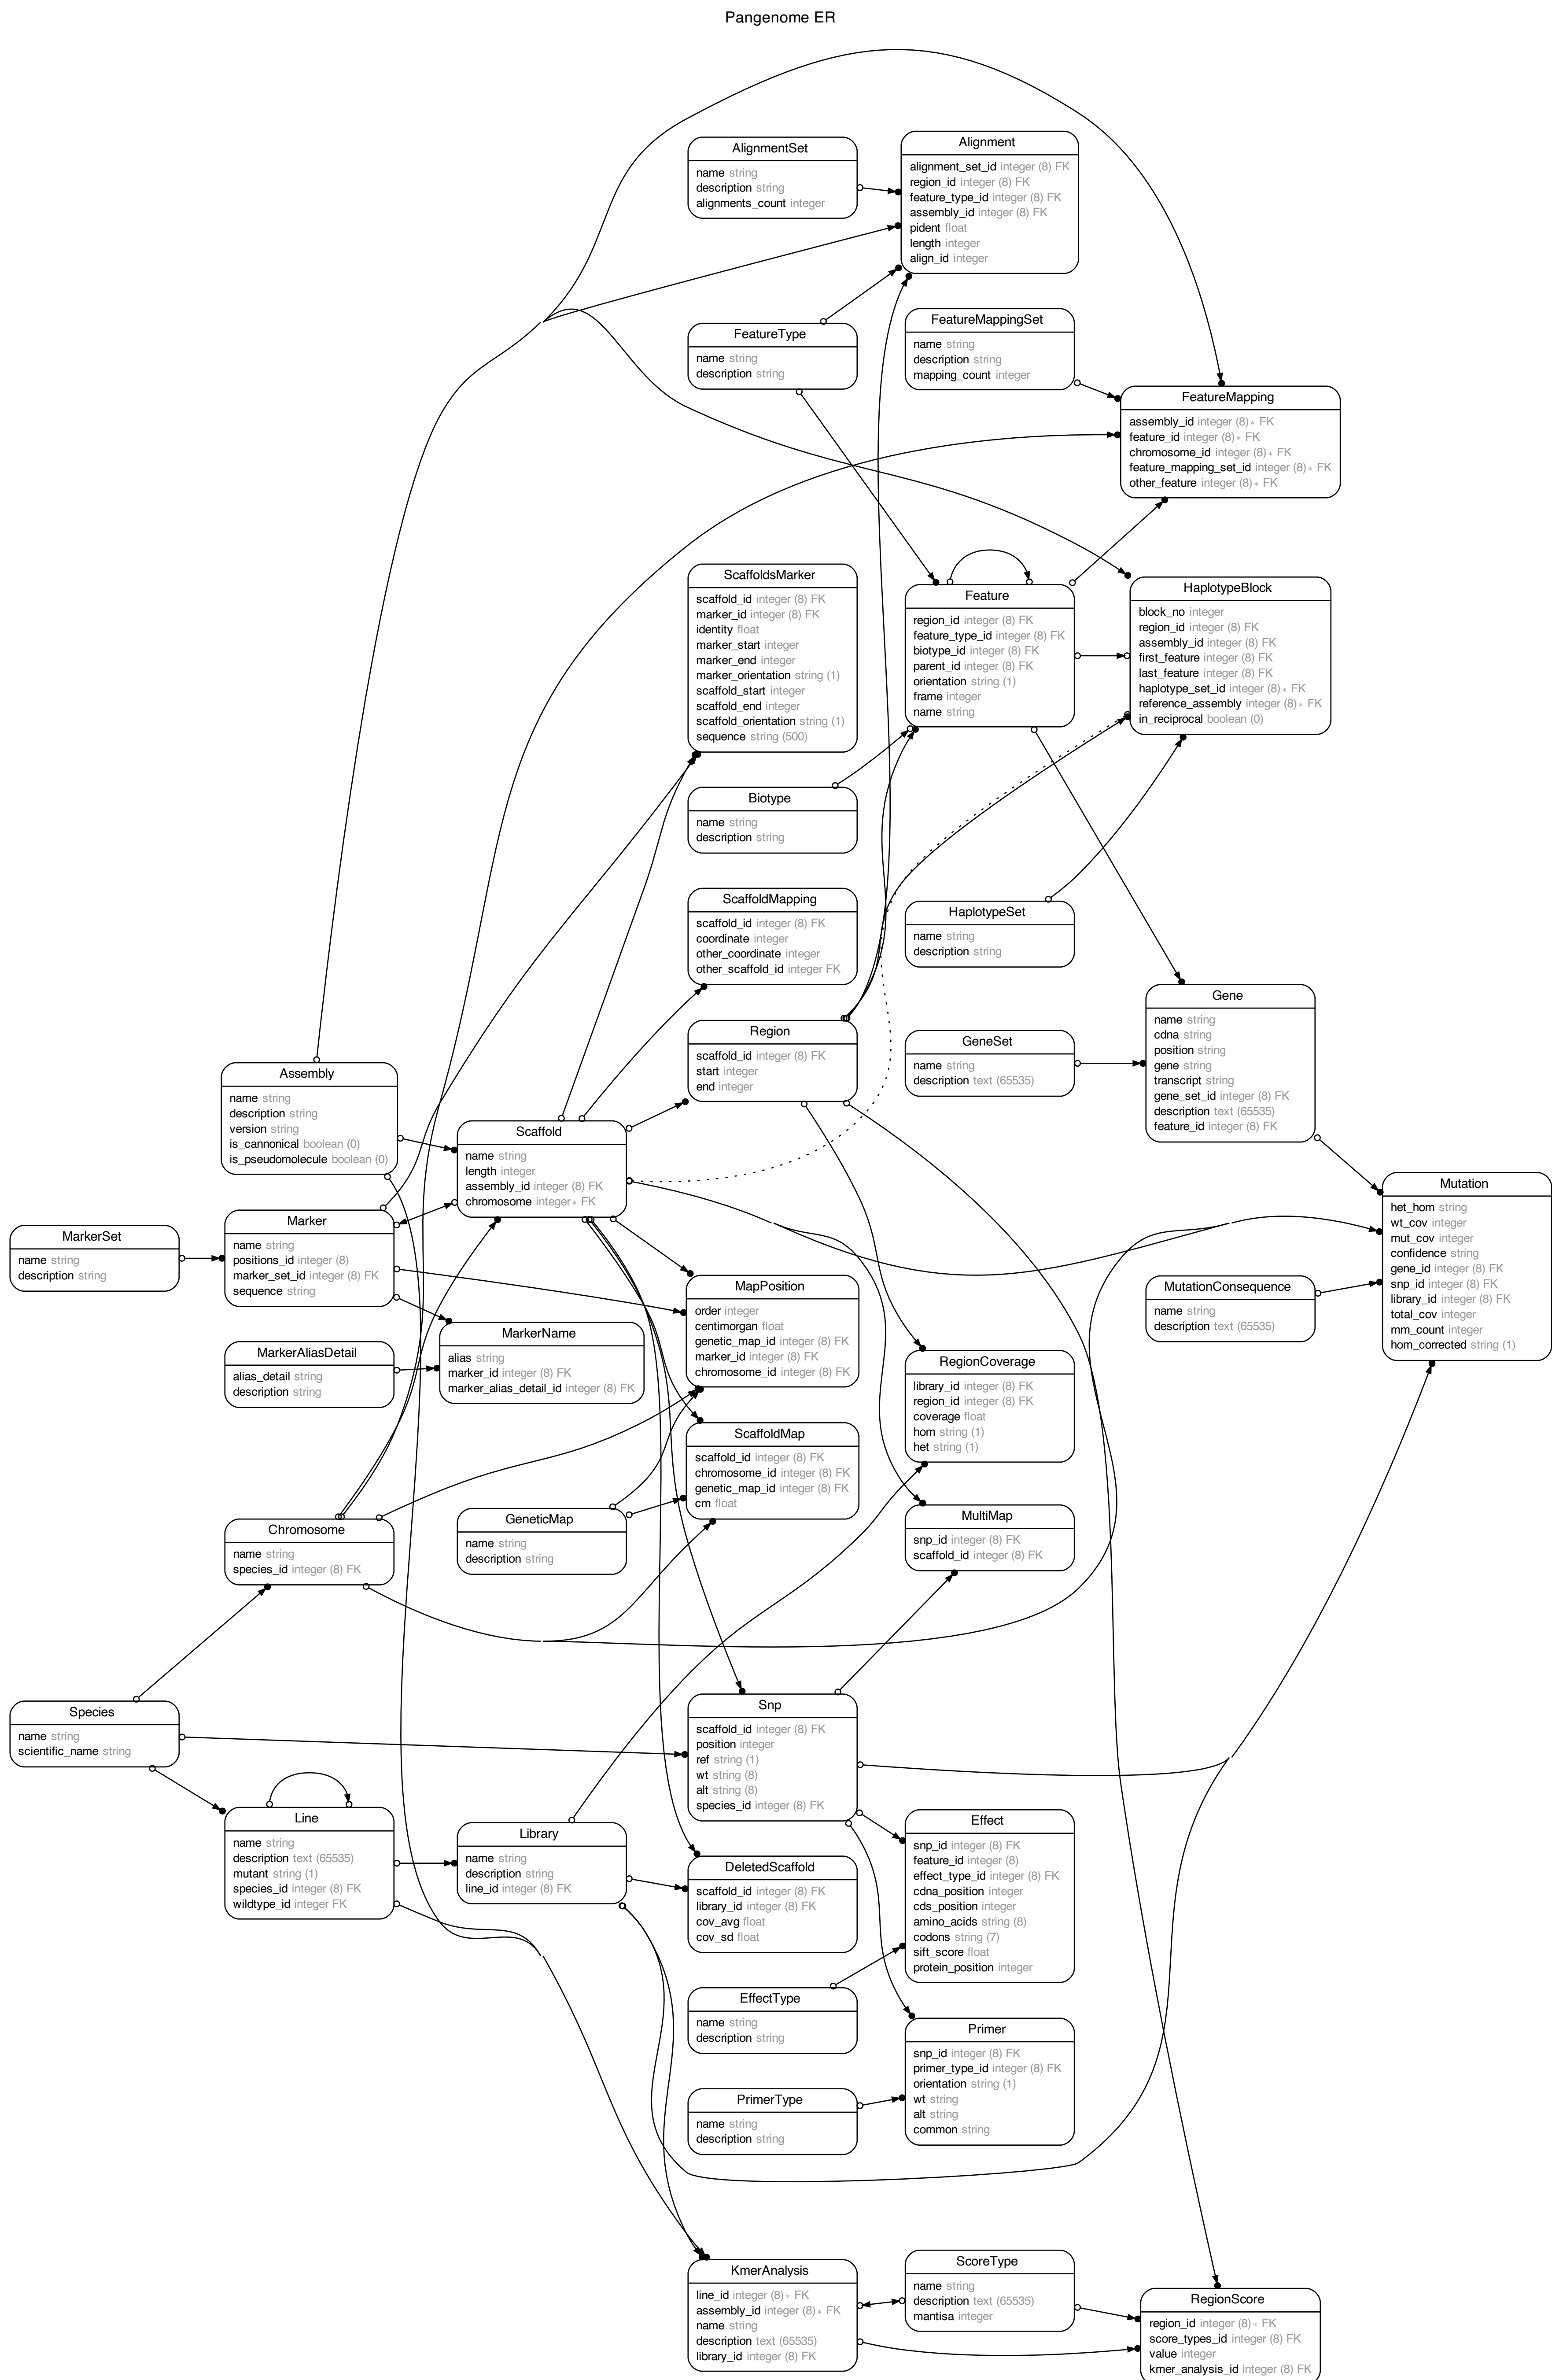 Pangenome ER
AlignmentSet
name string
description string
alignments_count integer
Alignment
alignment_set_id integer (8) FK
region_id integer (8) FK
feature_type_id integer (8) FK
assembly_id integer (8) FK
pident float
length integer
align_id integer
FeatureType
name string
description string
FeatureMappingSet
name string
description string
mapping_count integer
FeatureMapping
assembly_id integer (8)∗ FK
feature_id integer (8)∗ FK
chromosome_id integer (8)∗ FK
feature_mapping_set_id integer (8)∗ FK
other_feature integer (8)∗ FK
ScaffoldsMarker
scaffold_id integer (8) FK
marker_id integer (8) FK
identity float
marker_start integer
marker_end integer
marker_orientation string (1)
scaffold_start integer
scaffold_end integer
scaffold_orientation string (1)
sequence string (500)
Feature
region_id integer (8) FK
feature_type_id integer (8) FK
biotype_id integer (8) FK
parent_id integer (8) FK
orientation string (1)
frame integer
name string
HaplotypeBlock
block_no integer
region_id integer (8) FK
assembly_id integer (8) FK
first_feature integer (8) FK
last_feature integer (8) FK
haplotype_set_id integer (8)∗ FK
reference_assembly integer (8)∗ FK
in_reciprocal boolean (0)
Biotype
name string
description string
ScaffoldMapping
scaffold_id integer (8) FK
coordinate integer
other_coordinate integer
other_scaffold_id integer FK
HaplotypeSet
name string
description string
Gene
name string
cdna string
position string
gene string
transcript string
gene_set_id integer (8) FK
description text (65535)
feature_id integer (8) FK
Region
scaffold_id integer (8) FK
start integer
end integer
GeneSet
name string
description text (65535)
Assembly
name string
description string
version string
is_cannonical boolean (0)
is_pseudomolecule boolean (0)
Scaffold
name string
length integer
assembly_id integer (8) FK
chromosome integer∗ FK
Mutation
het_hom string
wt_cov integer
mut_cov integer
confidence string
gene_id integer (8) FK
snp_id integer (8) FK
library_id integer (8) FK
total_cov integer
mm_count integer
hom_corrected string (1)
MarkerSet
name string
description string
Marker
name string
positions_id integer (8)
marker_set_id integer (8) FK
sequence string
MapPosition
order integer
centimorgan float
genetic_map_id integer (8) FK
marker_id integer (8) FK
chromosome_id integer (8) FK
MutationConsequence
name string
description text (65535)
MarkerAliasDetail
alias_detail string
description string
MarkerName
alias string
marker_id integer (8) FK
marker_alias_detail_id integer (8) FK
RegionCoverage
library_id integer (8) FK
region_id integer (8) FK
coverage float
hom string (1)
het string (1)
ScaffoldMap
scaffold_id integer (8) FK
chromosome_id integer (8) FK
genetic_map_id integer (8) FK
cm float
Chromosome
name string
species_id integer (8) FK
GeneticMap
name string
description string
MultiMap
snp_id integer (8) FK
scaffold_id integer (8) FK
Species
name string
scientific_name string
Snp
scaffold_id integer (8) FK
position integer
ref string (1)
wt string (8)
alt string (8)
species_id integer (8) FK
Line
name string
description text (65535)
mutant string (1)
species_id integer (8) FK
wildtype_id integer FK
Library
name string
description string
line_id integer (8) FK
DeletedScaffold
scaffold_id integer (8) FK
library_id integer (8) FK
cov_avg float
cov_sd float
Effect
snp_id integer (8) FK
feature_id integer (8)
effect_type_id integer (8) FK
cdna_position integer
cds_position integer
amino_acids string (8)
codons string (7)
sift_score float
protein_position integer
EffectType
name string
description string
Primer
snp_id integer (8) FK
primer_type_id integer (8) FK
orientation string (1)
wt string
alt string
common string
PrimerType
name string
description string
KmerAnalysis
line_id integer (8)∗ FK
assembly_id integer (8)∗ FK
name string
description text (65535)
library_id integer (8) FK
ScoreType
name string
description text (65535)
mantisa integer
RegionScore
region_id integer (8)∗ FK
score_types_id integer (8) FK
value integer
kmer_analysis_id integer (8) FK